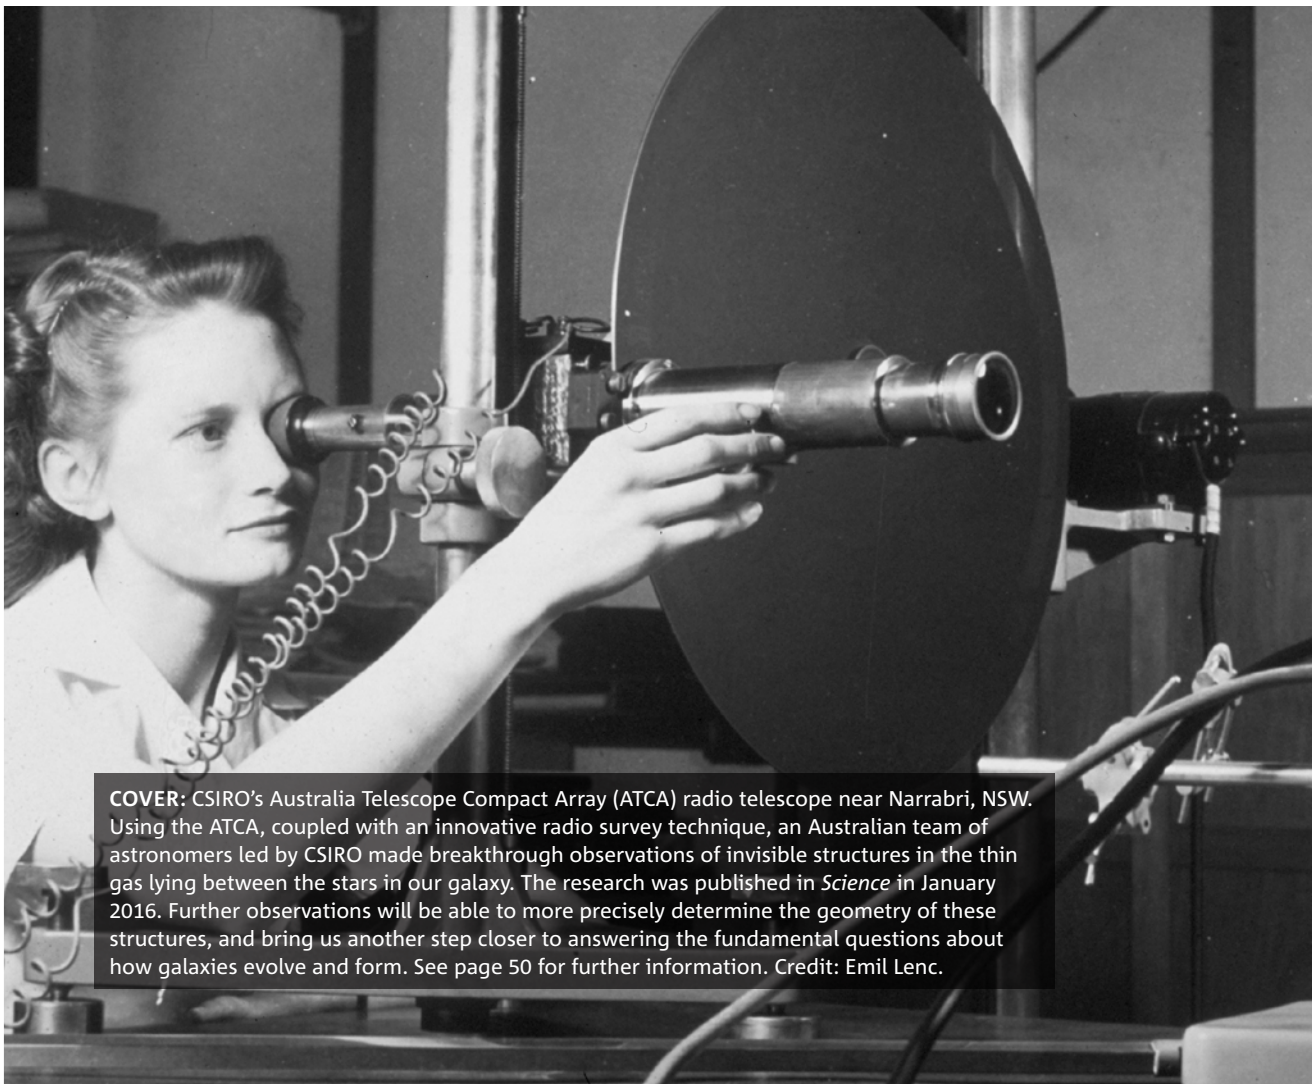 COVER: CSIRO’s Australia Telescope Compact Array (ATCA) radio telescope near Narrabri, NSW.
Using the ATCA, coupled with an innovative radio survey technique, an Australian team of
astronomers led by CSIRO made breakthrough observations of invisible structures in the thin
gas lying between the stars in our galaxy. The research was published in Science in January
2016. Further observations will be able to more precisely determine the geometry of these
structures, and bring us another step closer to answering the fundamental questions about
how galaxies evolve and form. See page 50 for further information. Credit: Emil Lenc.